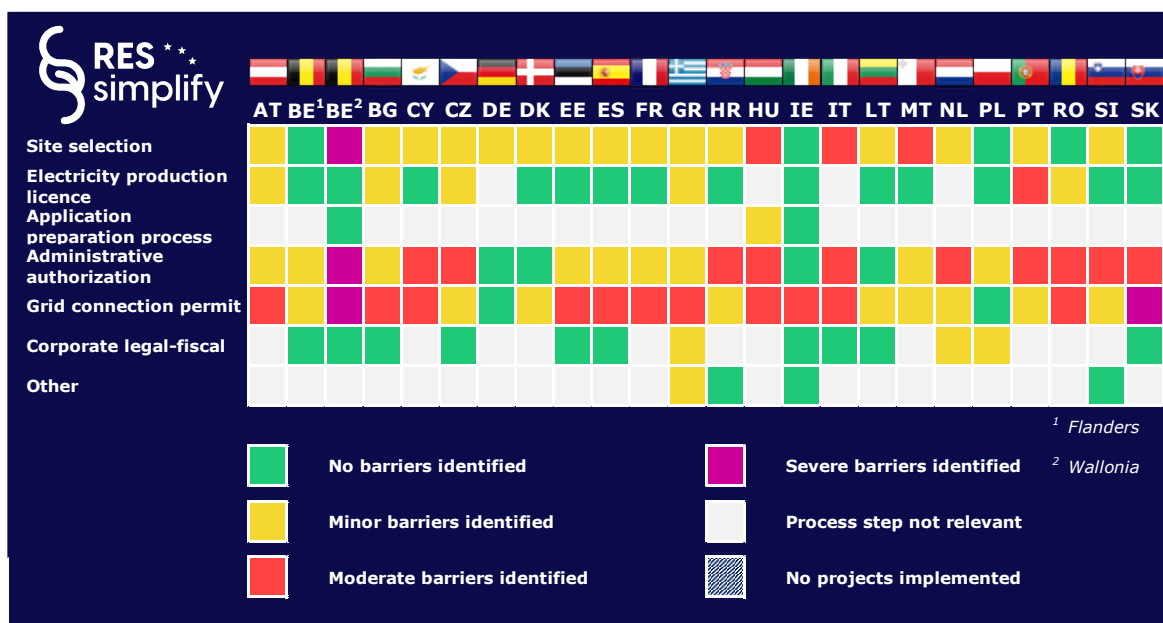 RES
simplify
AT BE¹ BE² BG CY CZ DE DK EE ES FR GR HR HU IE IT LT MT NL PL PT RO SI SK
Site selection
Electricity production
licence
Application
preparation process
Administrative
authorization
Grid connection permit
Corporate legal-fiscal
Other
¹ Flanders
² Wallonia
No barriers identified
Severe barriers identified
Minor barriers identified
Process step not relevant
Moderate barriers identified
No projects implemented